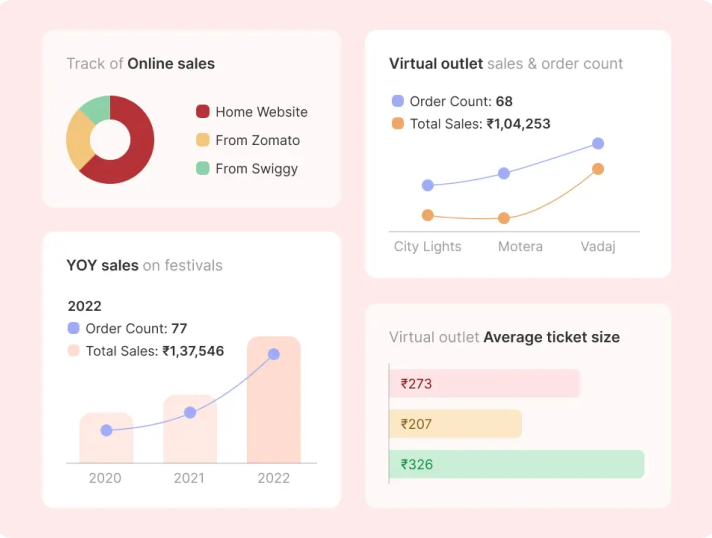 Track of Online sales
Home Website
From Zomato
From Swiggy
Virtual outlet sales & order count
Order Count: 68
Total Sales: ₹1,04,253
City Lights
Motera
Vadaj
YOY sales on festivals
2022
Order Count: 77
Total Sales: ₹1,37,546
2020
2021
2022
Virtual outlet Average ticket size
₹273
₹207
₹326